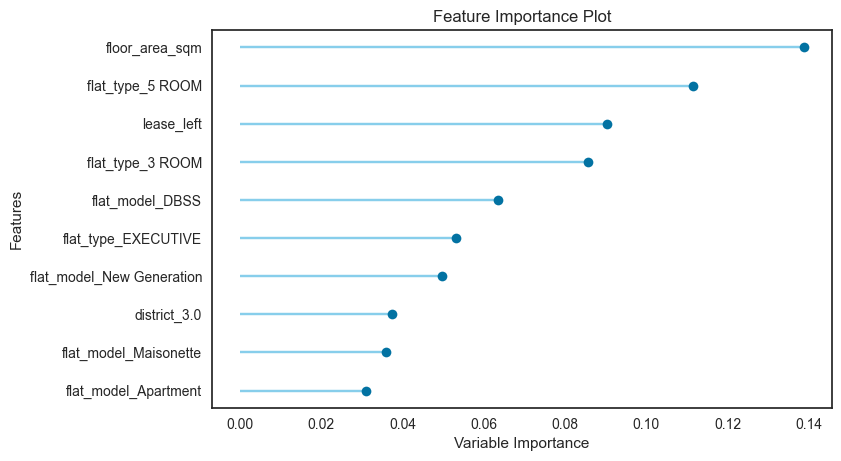 Feature Importance Plot
Features
floor_area_sqm
flat_type_5 ROOM
lease_left
flat_type_3 ROOM
flat_model_DBSS
flat_type_EXECUTIVE
flat_model_New Generation
district_3.0
flat_model_Maisonette
flat_model_Apartment
0.00 0.02 0.04 0.06 0.08 0.10 0.12 0.14
Variable Importance